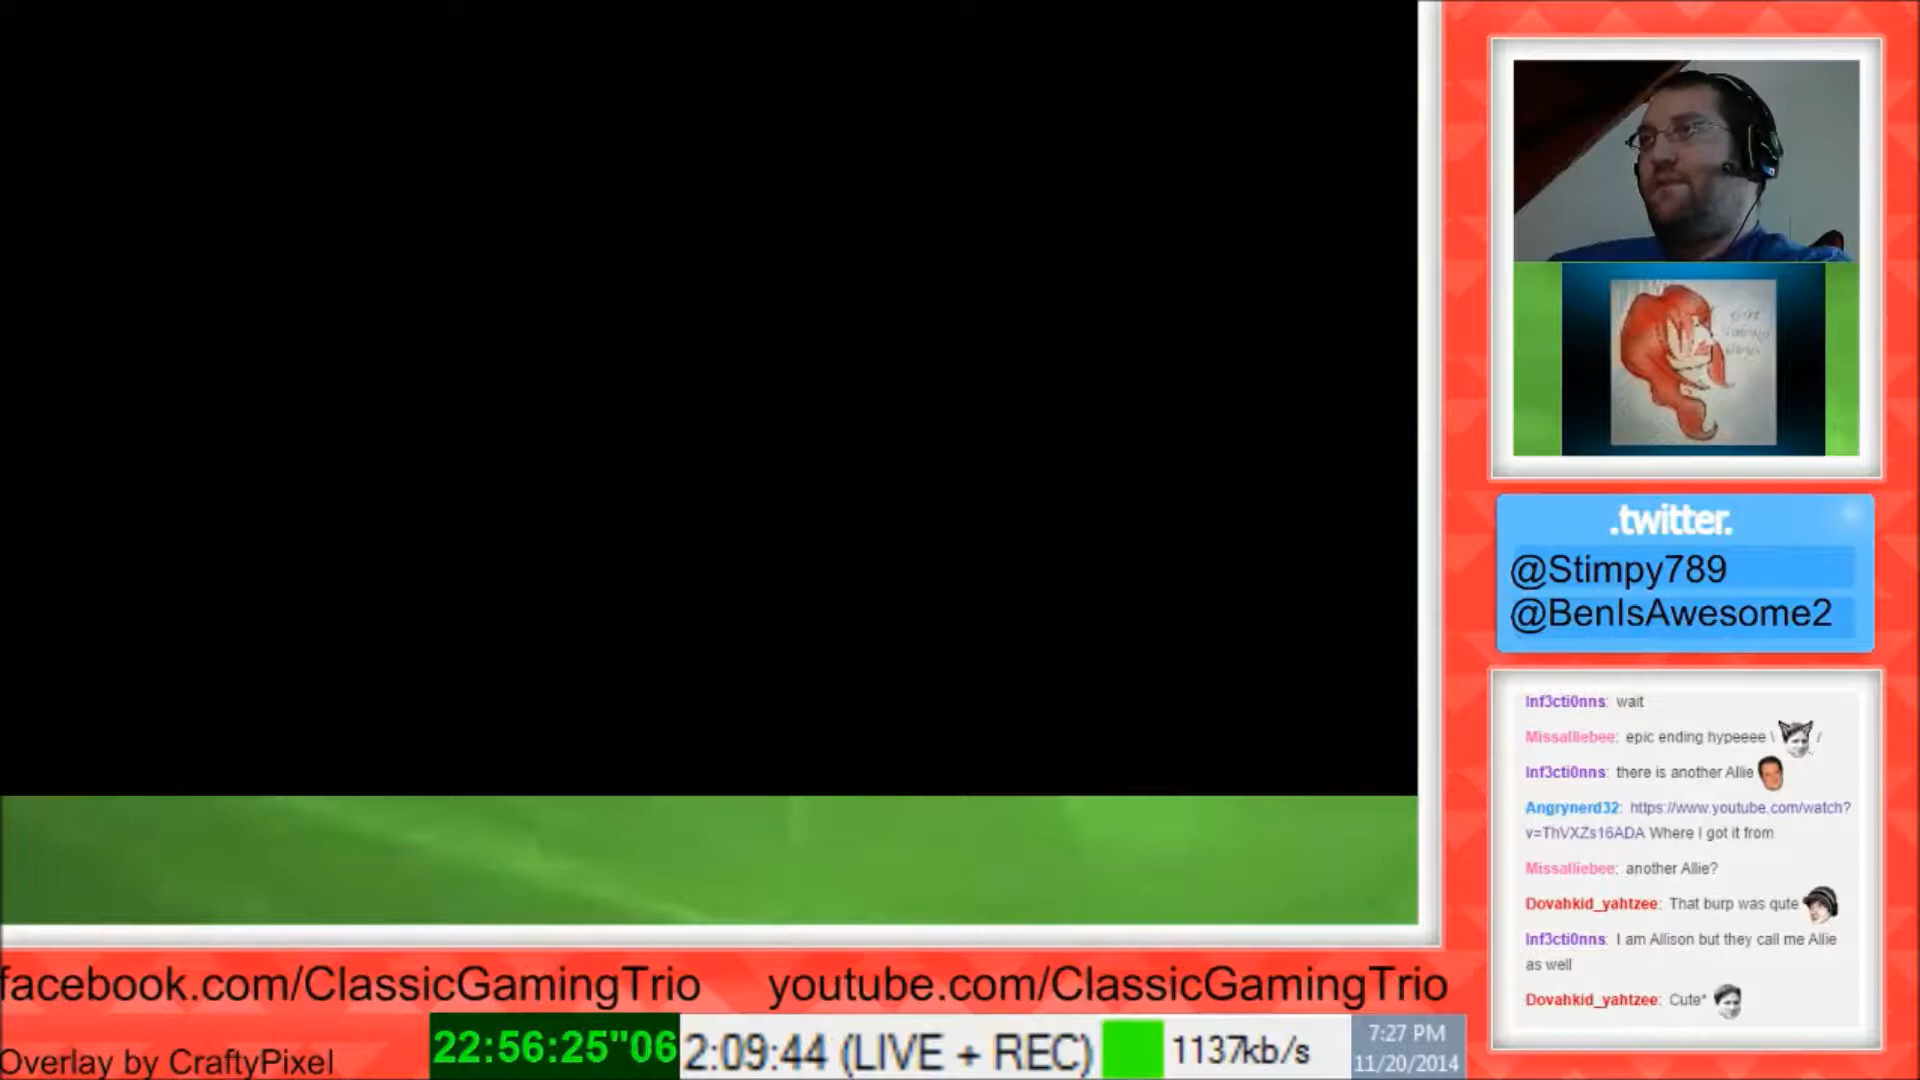 .twitter.
@Stimpy789
@BenIsAwesome2
Inf3cti0nns: wait
Missalliebee: epic ending hypeeee \ /
Inf3cti0nns: there is another Allie
Angrynerd32: https://www.youtube.com/watch?
v=ThVXZs16ADA Where I got it from
Missalliebee: another Allie?
Dovahkid_yahtzee: That burp was qute
Inf3cti0nns: I am Allison but they call me Allie
as well
Dovahkid_yahtzee: Cute*
facebook.com/ClassicGamingTrio youtube.com/ClassicGamingTrio
Overlay by CraftyPixel
22:56:25"06
2:09:44 (LIVE + REC)
1137kb/s
7:27 PM
11/20/2014